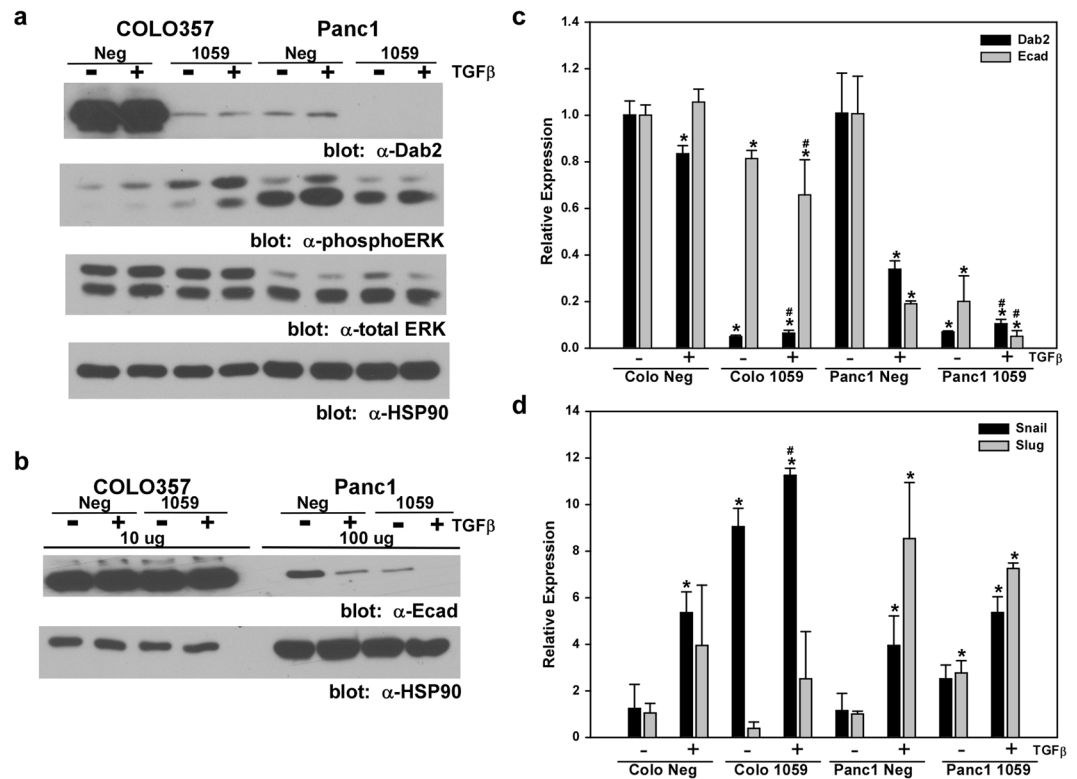 a
COLO357 Panc1
Neg 1059 Neg 1059
- + - + - + - + TGFβ
blot: α-Dab2
blot: α-phosphoERK
blot: α-total ERK
blot: α-HSP90
b
COLO357 Panc1
Neg 1059 Neg 1059
- + - + - + - + TGFβ
10 ug 100 ug
blot: α-Ecad
blot: α-HSP90
c
Relative Expression
1.4
1.2
1.0
0.8
0.6
0.4
0.2
0.0
Dab2
Ecad
* * * # * * # * * * * * # * # *
- + - + - + - + TGFβ
Colo Neg Colo 1059 Panc1 Neg Panc1 1059
d
Relative Expression
14
12
10
8
6
4
2
0
Snail
Slug
* * # * * * * * *
- + - + - + - + TGFβ
Colo Neg Colo 1059 Panc1 Neg Panc1 1059